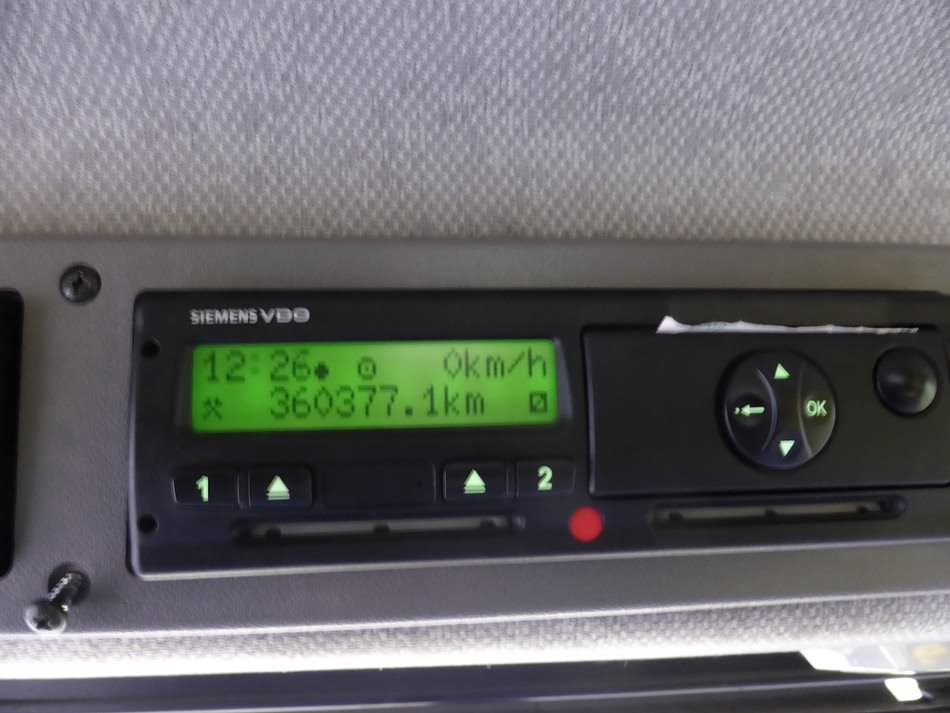 SIEMENS VDO
12:26 0km/h
360377.1km
OK
1 2